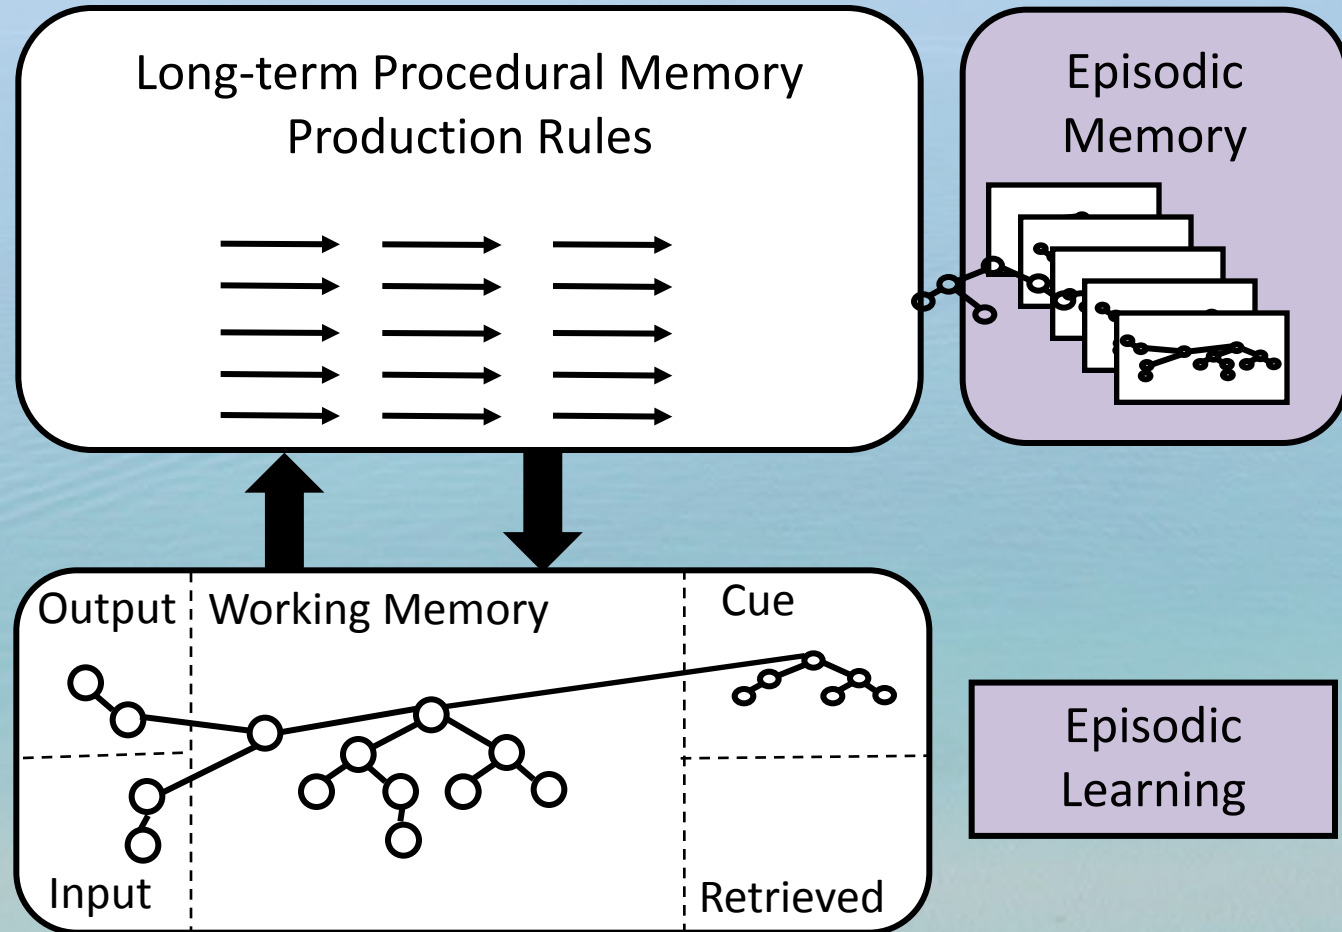 Long-term Procedural Memory
Production Rules
Episodic
Memory
Output
Working Memory
Cue
Input
Retrieved
Episodic
Learning